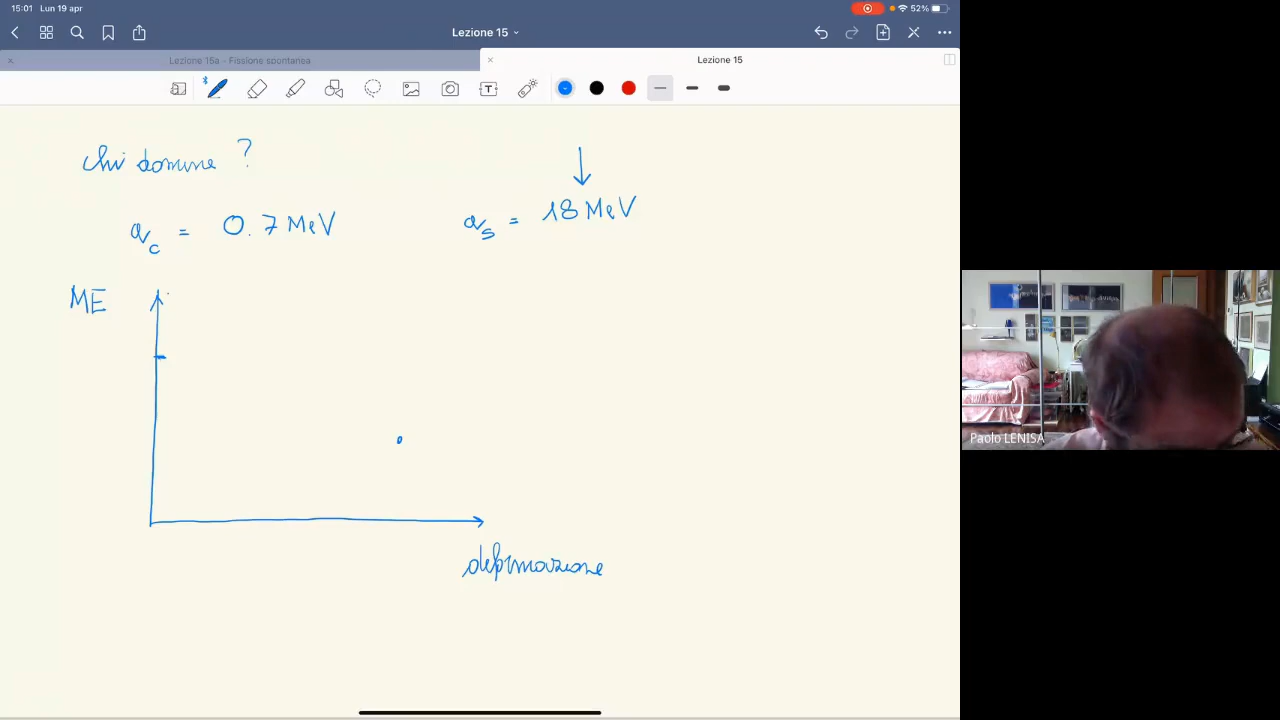 15:01 Lun 19 apr
52%
Lezione 15
Lezione 15a - Fissione spontanea
Lezione 15
chi domina ?
a_c = 0.7 MeV
a_s = 18 MeV
ME
deformazione
Paolo LENISA